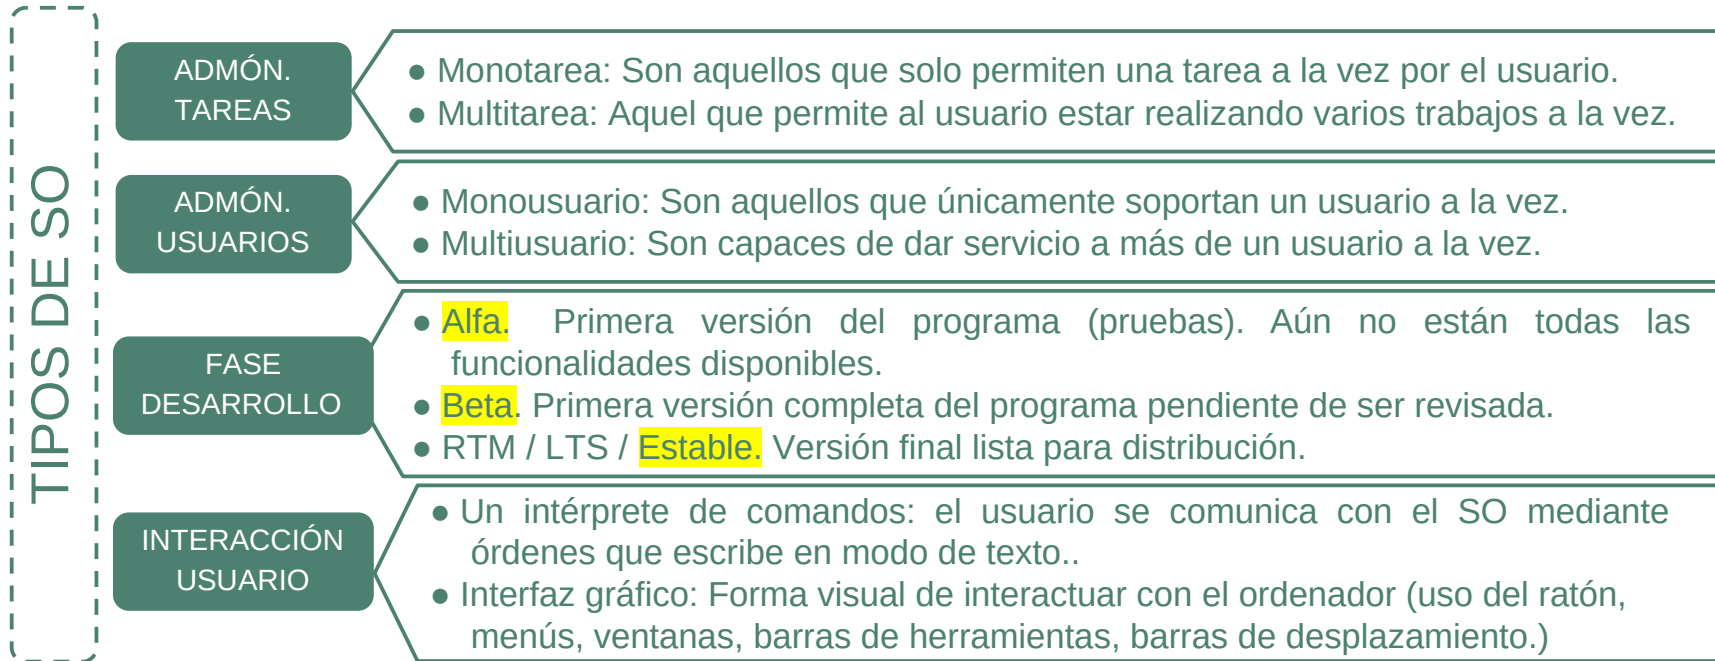 TIPOS DE SO
ADMÓN.
TAREAS
● Monotarea: Son aquellos que solo permiten una tarea a la vez por el usuario.
● Multitarea: Aquel que permite al usuario estar realizando varios trabajos a la vez.
ADMÓN.
USUARIOS
● Monousuario: Son aquellos que únicamente soportan un usuario a la vez.
● Multiusuario: Son capaces de dar servicio a más de un usuario a la vez.
FASE
DESARROLLO
● Alfa. Primera versión del programa (pruebas). Aún no están todas las
funcionalidades disponibles.
● Beta. Primera versión completa del programa pendiente de ser revisada.
● RTM / LTS / Estable. Versión final lista para distribución.
INTERACCIÓN
USUARIO
● Un intérprete de comandos: el usuario se comunica con el SO mediante
órdenes que escribe en modo de texto..
● Interfaz gráfico: Forma visual de interactuar con el ordenador (uso del ratón,
menús, ventanas, barras de herramientas, barras de desplazamiento.)